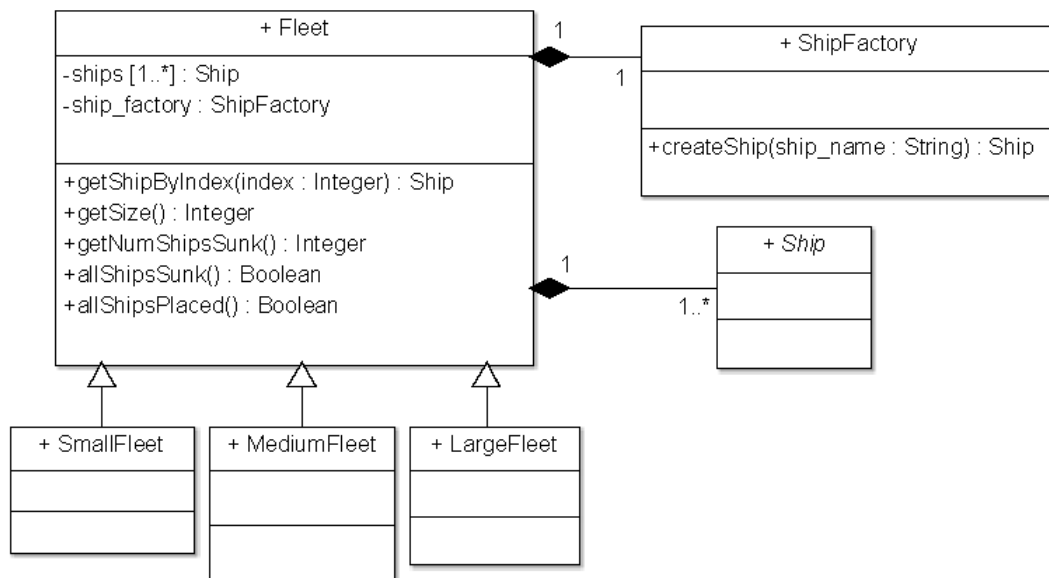 + Fleet
-ships [1..*] : Ship
-ship_factory : ShipFactory
+getShipByIndex(index : Integer) : Ship
+getSize() : Integer
+getNumShipsSunk() : Integer
+allShipsSunk() : Boolean
+allShipsPlaced() : Boolean
1
1
+ ShipFactory
+createShip(ship_name : String) : Ship
1
1..*
+ Ship
+ SmallFleet
+ MediumFleet
+ LargeFleet